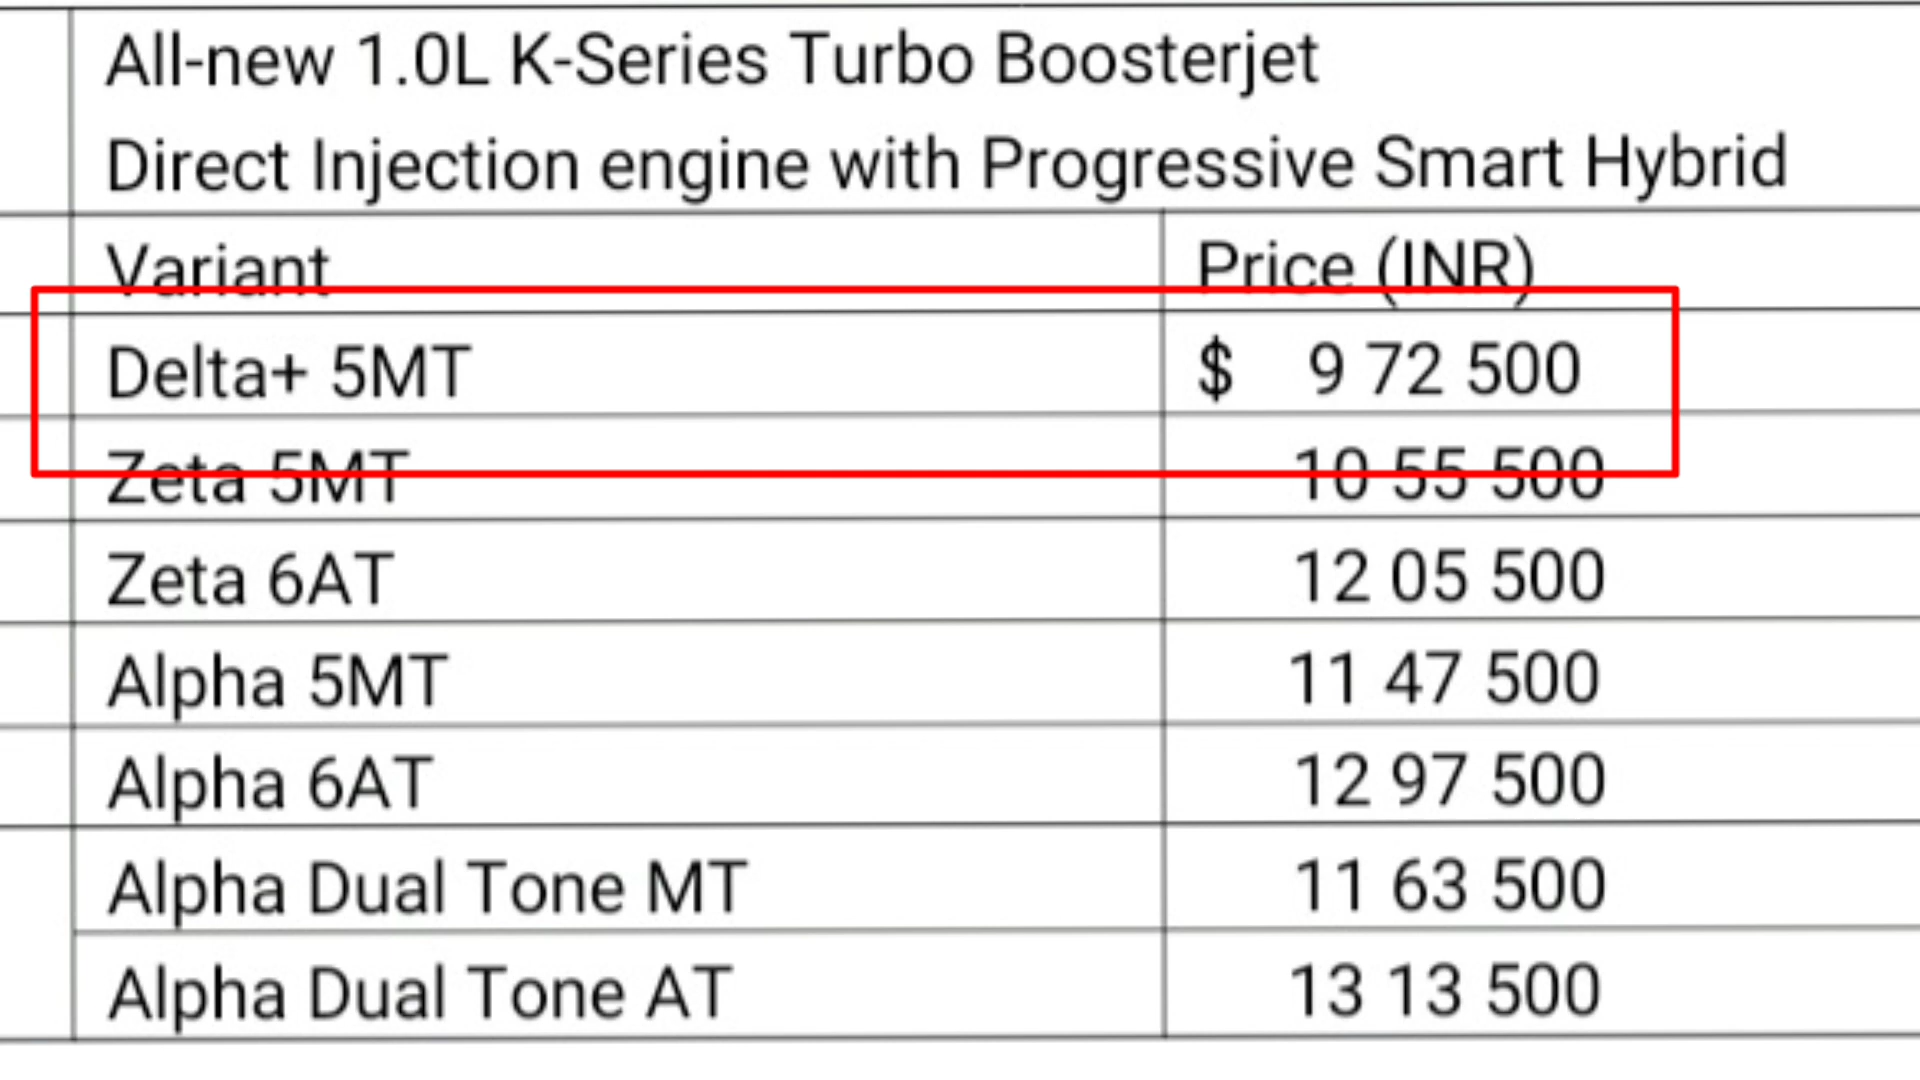 All-new 1.0L K-Series Turbo Boosterjet
Direct Injection engine with Progressive Smart Hybrid
Variant Price (INR)
Delta+ 5MT $ 9 72 500
Zeta 5MT 10 55 500
Zeta 6AT 12 05 500
Alpha 5MT 11 47 500
Alpha 6AT 12 97 500
Alpha Dual Tone MT 11 63 500
Alpha Dual Tone AT 13 13 500